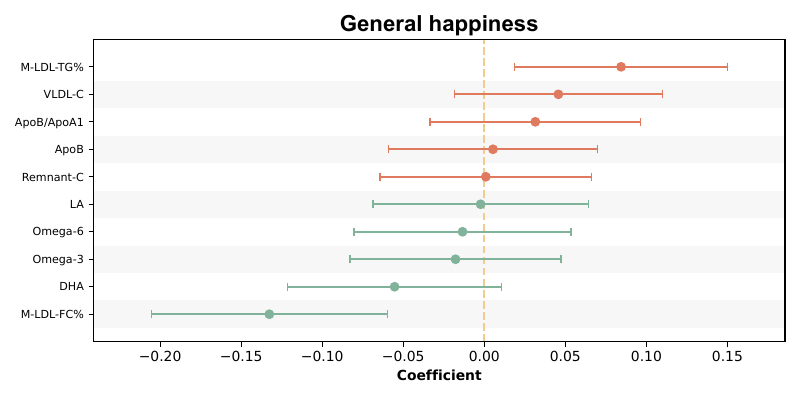 General happiness
M-LDL-TG%
VLDL-C
ApoB/ApoA1
ApoB
Remnant-C
LA
Omega-6
Omega-3
DHA
M-LDL-FC%
−0.20 −0.15 −0.10 −0.05 0.00 0.05 0.10 0.15
Coefficient